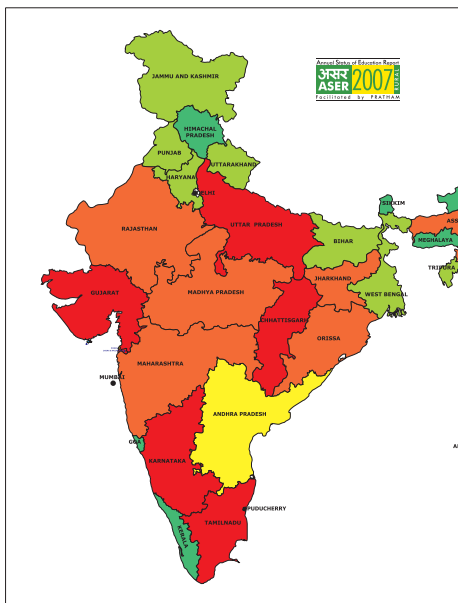 Annual Status of Education Report
असर
ASER 2007
RURAL
Facilitated by PRATHAM
JAMMU AND KASHMIR
HIMACHAL
PRADESH
PUNJAB
UTTARAKHAND
HARYANA
DELHI
SIKKIM
RAJASTHAN
UTTAR PRADESH
ASS
MEGHALAYA
BIHAR
TRIPURA
JHARKHAND
GUJARAT
MADHYA PRADESH
WEST BENGAL
CHHATTISGARH
ORISSA
MAHARASHTRA
MUMBAI
ANDHRA PRADESH
GOA
KARNATAKA
PUDUCHERRY
TAMILNADU
KERALA